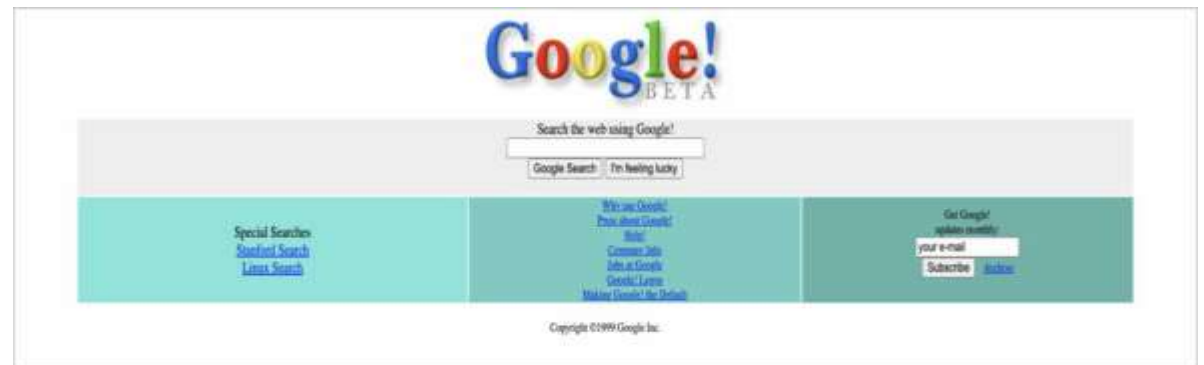 Google!
BETA
Search the web using Google!
Google Search I'm feeling lucky
Special Searches
Stanford Search
Linux Search
Why use Google!
Press about Google!
Help!
Company Info
Jobs at Google
Google! Logos
Making Google! the Default
Get Google!
updates monthly:
your e-mail
Subscribe Archive
Copyright ©1999 Google Inc.